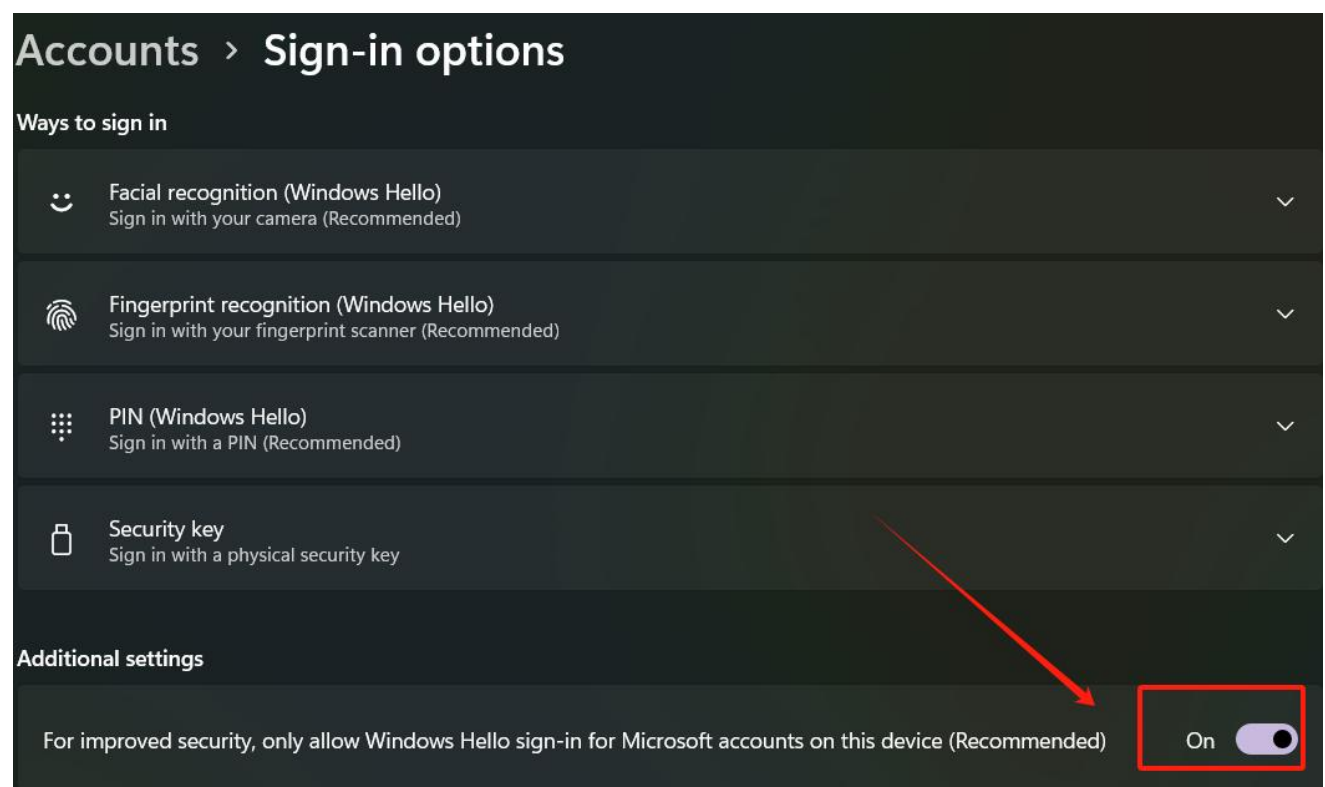 Accounts > Sign-in options
Ways to sign in
Facial recognition (Windows Hello)
Sign in with your camera (Recommended)
Fingerprint recognition (Windows Hello)
Sign in with your fingerprint scanner (Recommended)
PIN (Windows Hello)
Sign in with a PIN (Recommended)
Security key
Sign in with a physical security key
Additional settings
For improved security, only allow Windows Hello sign-in for Microsoft accounts on this device (Recommended) On